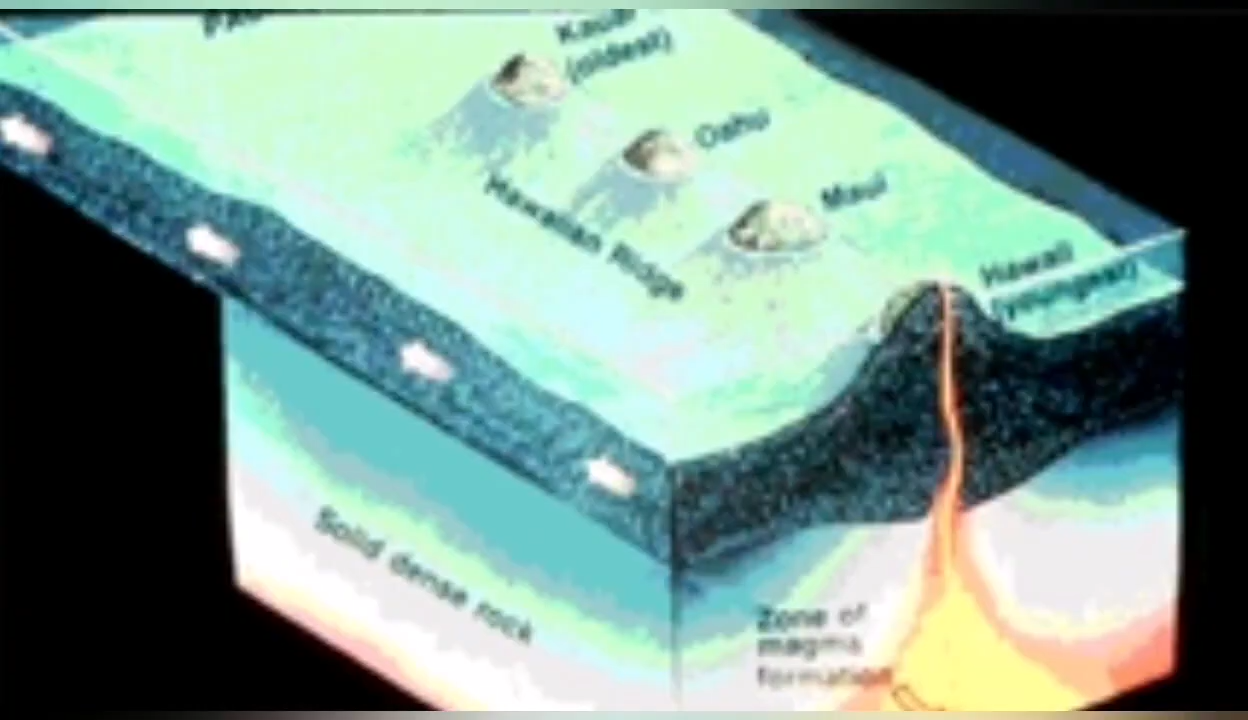 Kauai
(oldest)
Oahu
Maui
Hawaiian Ridge
Hawaii
(youngest)
Solid dense rock
Zone of
magma
formation